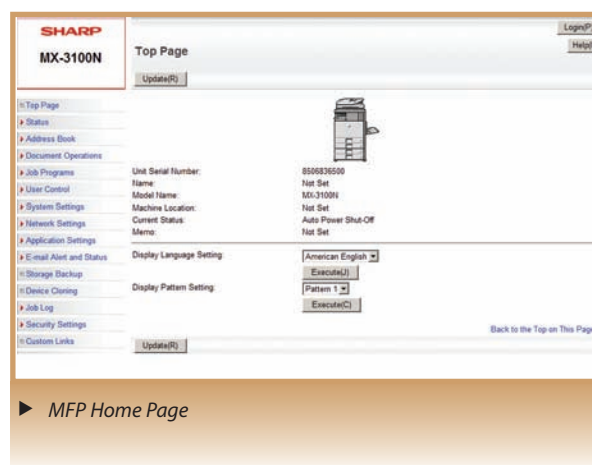 SHARP
MX-3100N
Top Page
Login(P)
Help(
Update(R)
Top Page
Status
Address Book
Document Operations
Job Programs
User Control
System Settings
Network Settings
Application Settings
E-mail Alert and Status
Storage Backup
Device Cloning
Job Log
Security Settings
Custom Links
Unit Serial Number: 8506836500
Name: Not Set
Model Name: MX-3100N
Machine Location: Not Set
Current Status: Auto Power Shut-Off
Memo: Not Set
Display Language Setting: American English
Execute(J)
Display Pattern Setting: Pattern 1
Execute(C)
Back to the Top on This Page
Update(R)
MFP Home Page